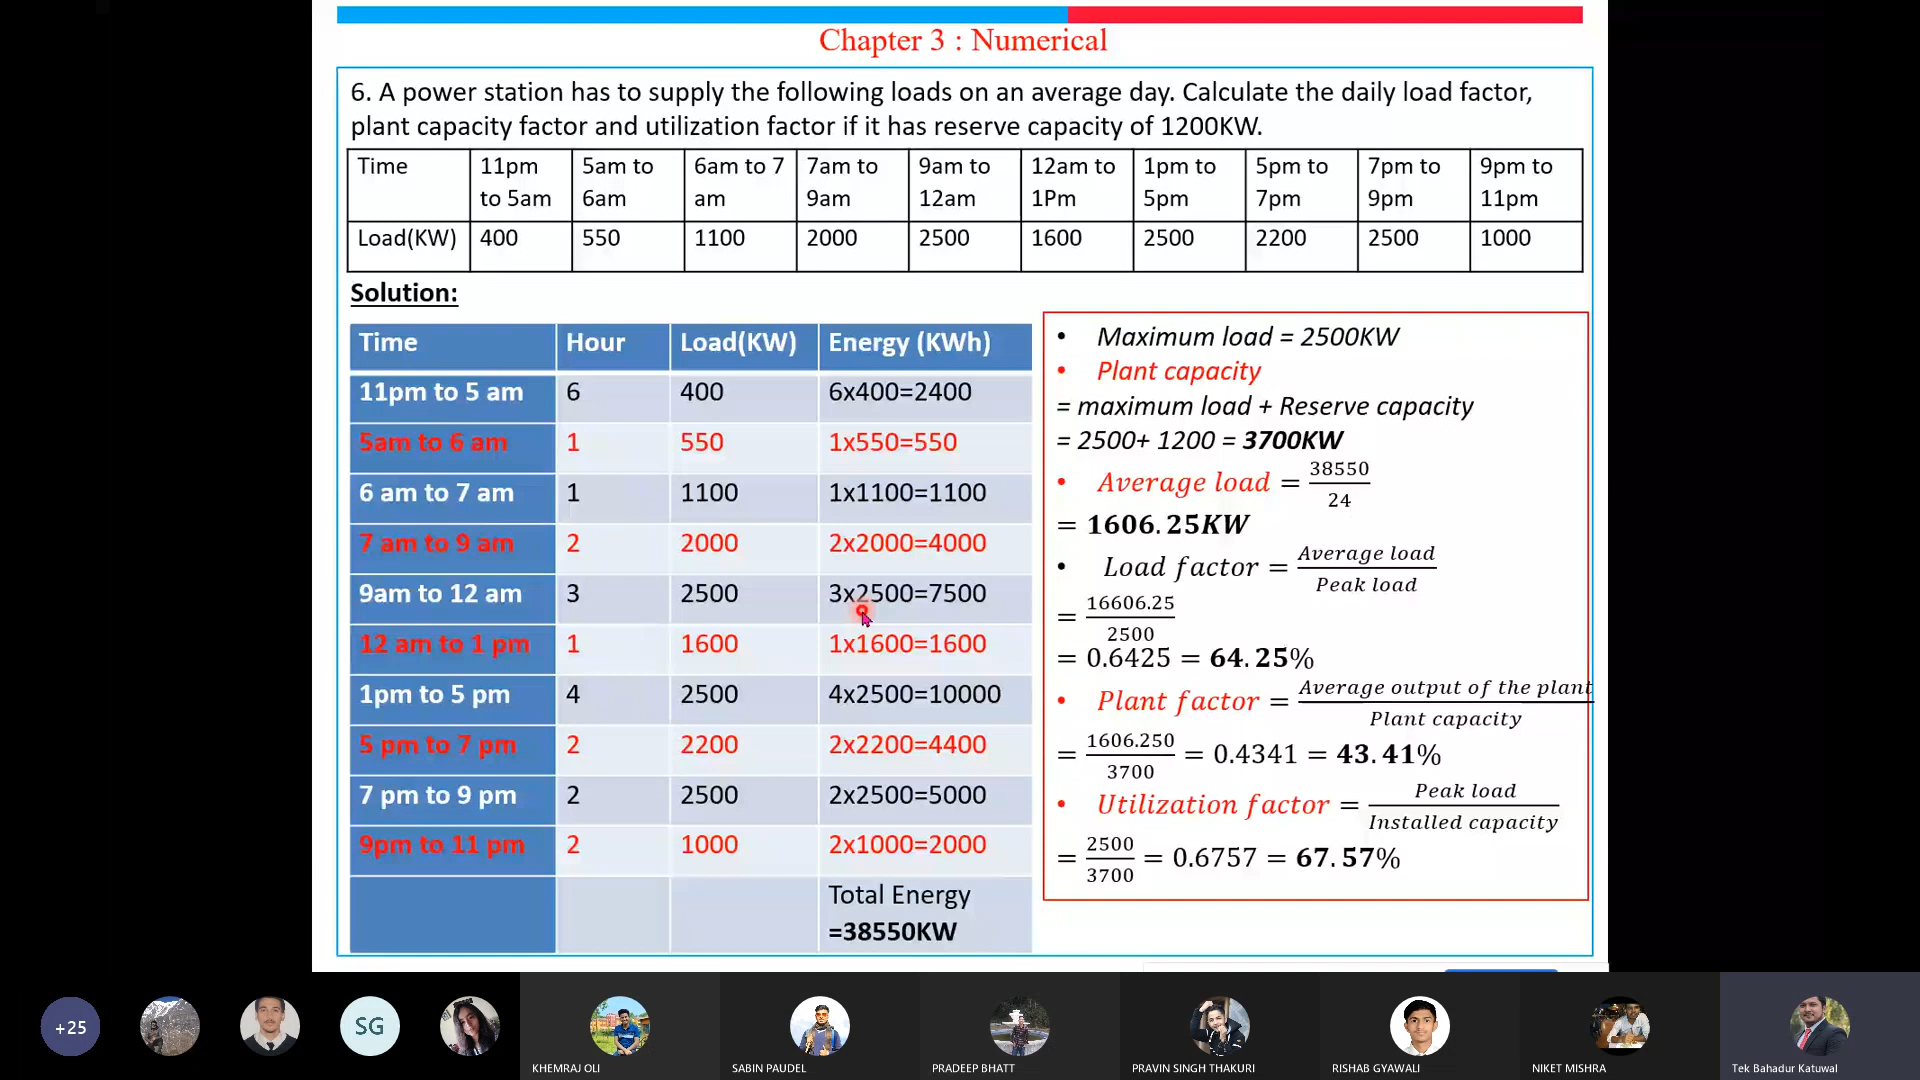 Chapter 3 : Numerical
6. A power station has to supply the following loads on an average day. Calculate the daily load factor,
plant capacity factor and utilization factor if it has reserve capacity of 1200KW.
Time 11pm to 5am 5am to 6am 6am to 7 am 7am to 9am 9am to 12am 12am to 1Pm 1pm to 5pm 5pm to 7pm 7pm to 9pm 9pm to 11pm
Load(KW) 400 550 1100 2000 2500 1600 2500 2200 2500 1000
Solution:
Time Hour Load(KW) Energy (KWh)
11pm to 5 am 6 400 6x400=2400
5am to 6 am 1 550 1x550=550
6 am to 7 am 1 1100 1x1100=1100
7 am to 9 am 2 2000 2x2000=4000
9am to 12 am 3 2500 3x2500=7500
12 am to 1 pm 1 1600 1x1600=1600
1pm to 5 pm 4 2500 4x2500=10000
5 pm to 7 pm 2 2200 2x2200=4400
7 pm to 9 pm 2 2500 2x2500=5000
9pm to 11 pm 2 1000 2x1000=2000
Total Energy
=38550KW
• Maximum load = 2500KW
• Plant capacity
= maximum load + Reserve capacity
= 2500+ 1200 = 3700KW
• Average load = 38550/24
= 1606.25KW
• Load factor = Average load/Peak load
= 16606.25/2500
= 0.6425 = 64.25%
• Plant factor = Average output of the plant/Plant capacity
= 1606.250/3700 = 0.4341 = 43.41%
• Utilization factor = Peak load/Installed capacity
= 2500/3700 = 0.6757 = 67.57%
+25
SG
KHEMRAJ OLI
SABIN PAUDEL
PRADEEP BHATT
PRAVIN SINGH THAKURI
RISHAB GYAWALI
NIKET MISHRA
Tek Bahadur Katuwal